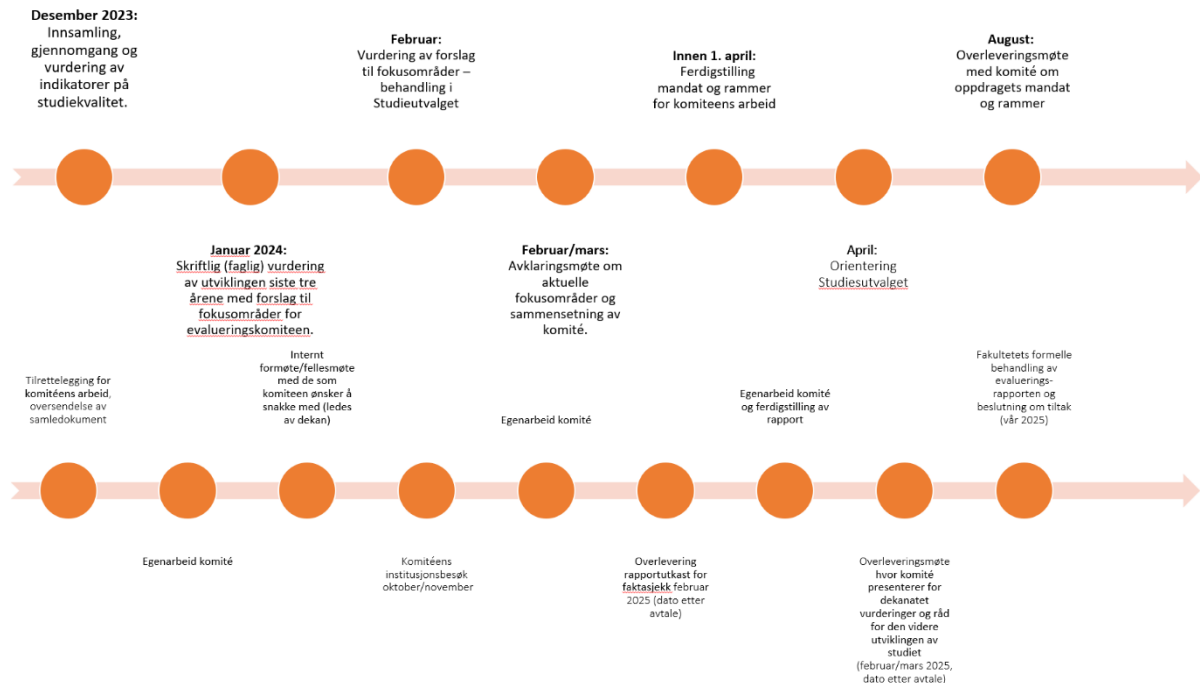 Desember 2023:
Innsamling,
gjennomgang og
vurdering av
indikatorer på
studiekvalitet.
Februar:
Vurdering av forslag
til fokusområder –
behandling i
Studieutvalget
Innen 1. april:
Ferdigstilling
mandat og rammer
for komiteens arbeid
August:
Overleveringsmøte
med komité om
oppdragets mandat
og rammer
Januar 2024:
Skriftlig (faglig) vurdering
av utviklingen siste tre
årene med forslag til
fokusområder for
evalueringskomiteen.
Februar/mars:
Avklaringsmøte om
aktuelle
fokusområder og
sammensetning av
komité.
April:
Orientering
Studiesutvalget
Tilrettelegging for
komitéens arbeid,
oversendelse av
samledokument
Internt
formøte/fellesmøte
med de som
komiteen ønsker å
snakke med (ledes
av dekan)
Egenarbeid komité
Egenarbeid komité
og ferdigstilling av
rapport
Fakultetets formelle
behandling av
evaluerings-
rapporten og
beslutning om tiltak
(vår 2025)
Egenarbeid komité
Komitéens
institusjonsbesøk
oktober/november
Overlevering
rapportutkast for
faktasjekk februar
2025 (dato etter
avtale)
Overleveringsmøte
hvor komité
presenterer for
dekanatet
vurderinger og råd
for den videre
utviklingen av
studiet
(februar/mars 2025,
dato etter avtale)